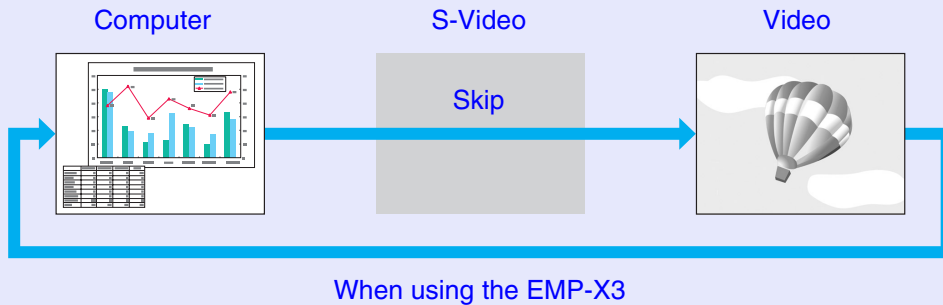 Computer
S-Video
Video
Skip
When using the EMP-X3